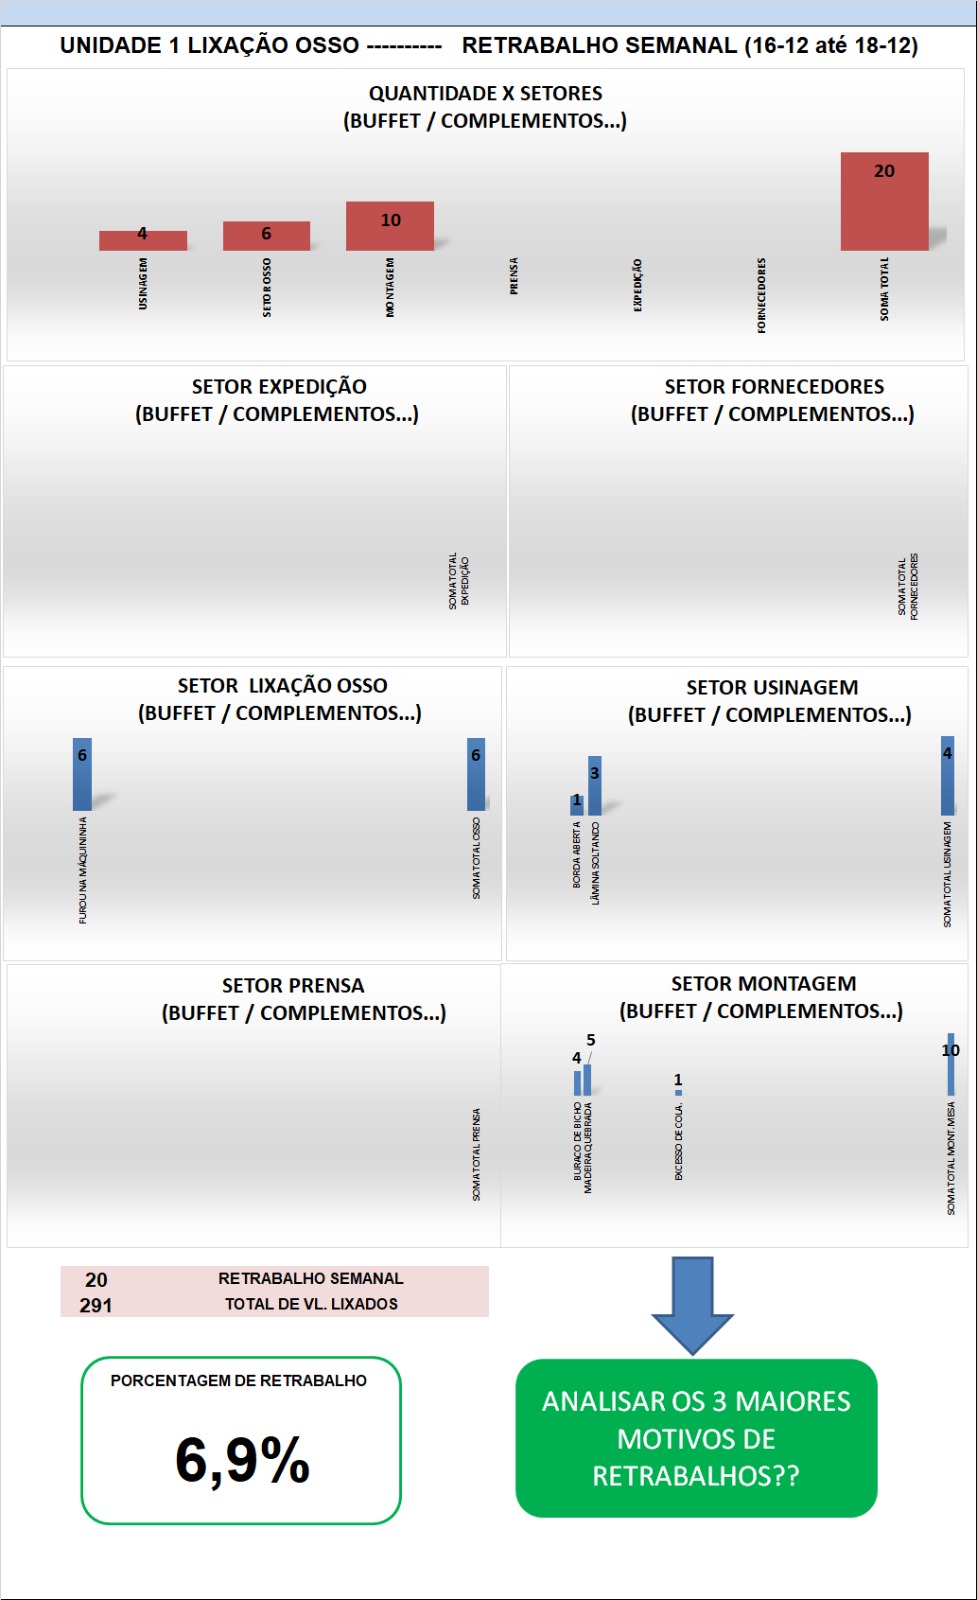 UNIDADE 1 LIXAÇÃO OSSO ---------- RETRABALHO SEMANAL (16-12 até 18-12)
QUANTIDADE X SETORES
(BUFFET / COMPLEMENTOS...)
4
6
10
20
USINAGEM
SETOR OSSO
MONTAGEM
PRENSA
EXPEDIÇÃO
FORNECEDORES
SOMA TOTAL
SETOR EXPEDIÇÃO
(BUFFET / COMPLEMENTOS...)
SOMA TOTAL
EXPEDIÇÃO
SETOR FORNECEDORES
(BUFFET / COMPLEMENTOS...)
SOMA TOTAL
FORNECEDORES
SETOR LIXAÇÃO OSSO
(BUFFET / COMPLEMENTOS...)
6
6
FUROU NA MÁQUININHA
SOMA TOTAL OSSO
SETOR USINAGEM
(BUFFET / COMPLEMENTOS...)
1
3
4
BORDA ABERTA
LÂMINA SOLTANDO
SOMA TOTAL USINAGEM
SETOR PRENSA
(BUFFET / COMPLEMENTOS...)
SOMA TOTAL PRENSA
SETOR MONTAGEM
(BUFFET / COMPLEMENTOS...)
4
5
1
10
BURACO DE BICHO
MADEIRA QUEBRADA
EXCESSO DE COLA.
SOMA TOTAL MONT.MESA
20 RETRABALHO SEMANAL
291 TOTAL DE VL. LIXADOS
PORCENTAGEM DE RETRABALHO
6,9%
ANALISAR OS 3 MAIORES
MOTIVOS DE
RETRABALHOS??